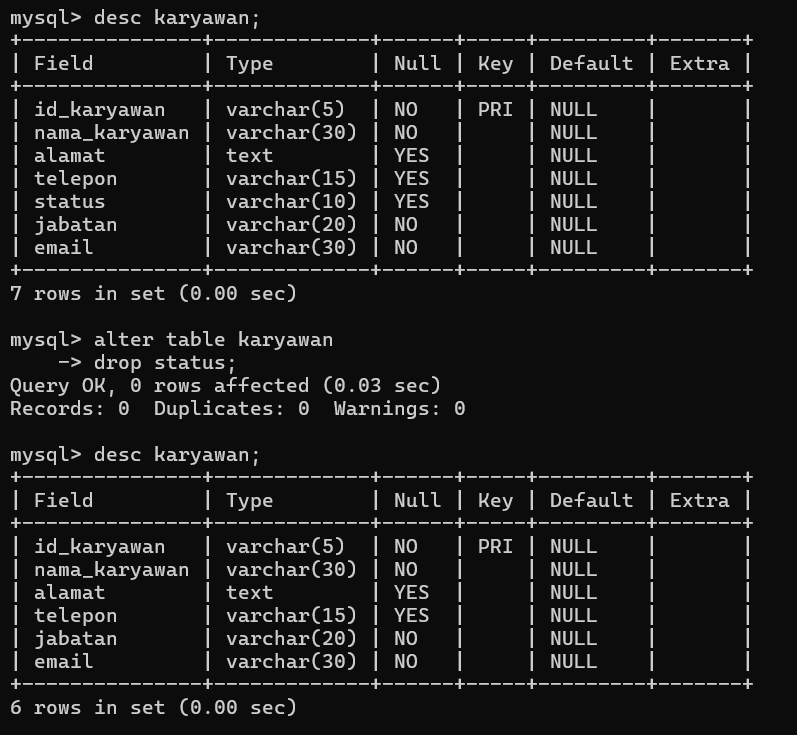 mysql> desc karyawan;
+---------------+-------------+------+-----+---------+-------+
| Field         | Type        | Null | Key | Default | Extra |
+---------------+-------------+------+-----+---------+-------+
| id_karyawan   | varchar(5)  | NO   | PRI | NULL    |       |
| nama_karyawan | varchar(30) | NO   |     | NULL    |       |
| alamat        | text        | YES  |     | NULL    |       |
| telepon       | varchar(15) | YES  |     | NULL    |       |
| status        | varchar(10) | YES  |     | NULL    |       |
| jabatan       | varchar(20) | NO   |     | NULL    |       |
| email         | varchar(30) | NO   |     | NULL    |       |
+---------------+-------------+------+-----+---------+-------+
7 rows in set (0.00 sec)

mysql> alter table karyawan
    -> drop status;
Query OK, 0 rows affected (0.03 sec)
Records: 0  Duplicates: 0  Warnings: 0

mysql> desc karyawan;
+---------------+-------------+------+-----+---------+-------+
| Field         | Type        | Null | Key | Default | Extra |
+---------------+-------------+------+-----+---------+-------+
| id_karyawan   | varchar(5)  | NO   | PRI | NULL    |       |
| nama_karyawan | varchar(30) | NO   |     | NULL    |       |
| alamat        | text        | YES  |     | NULL    |       |
| telepon       | varchar(15) | YES  |     | NULL    |       |
| jabatan       | varchar(20) | NO   |     | NULL    |       |
| email         | varchar(30) | NO   |     | NULL    |       |
+---------------+-------------+------+-----+---------+-------+
6 rows in set (0.00 sec)